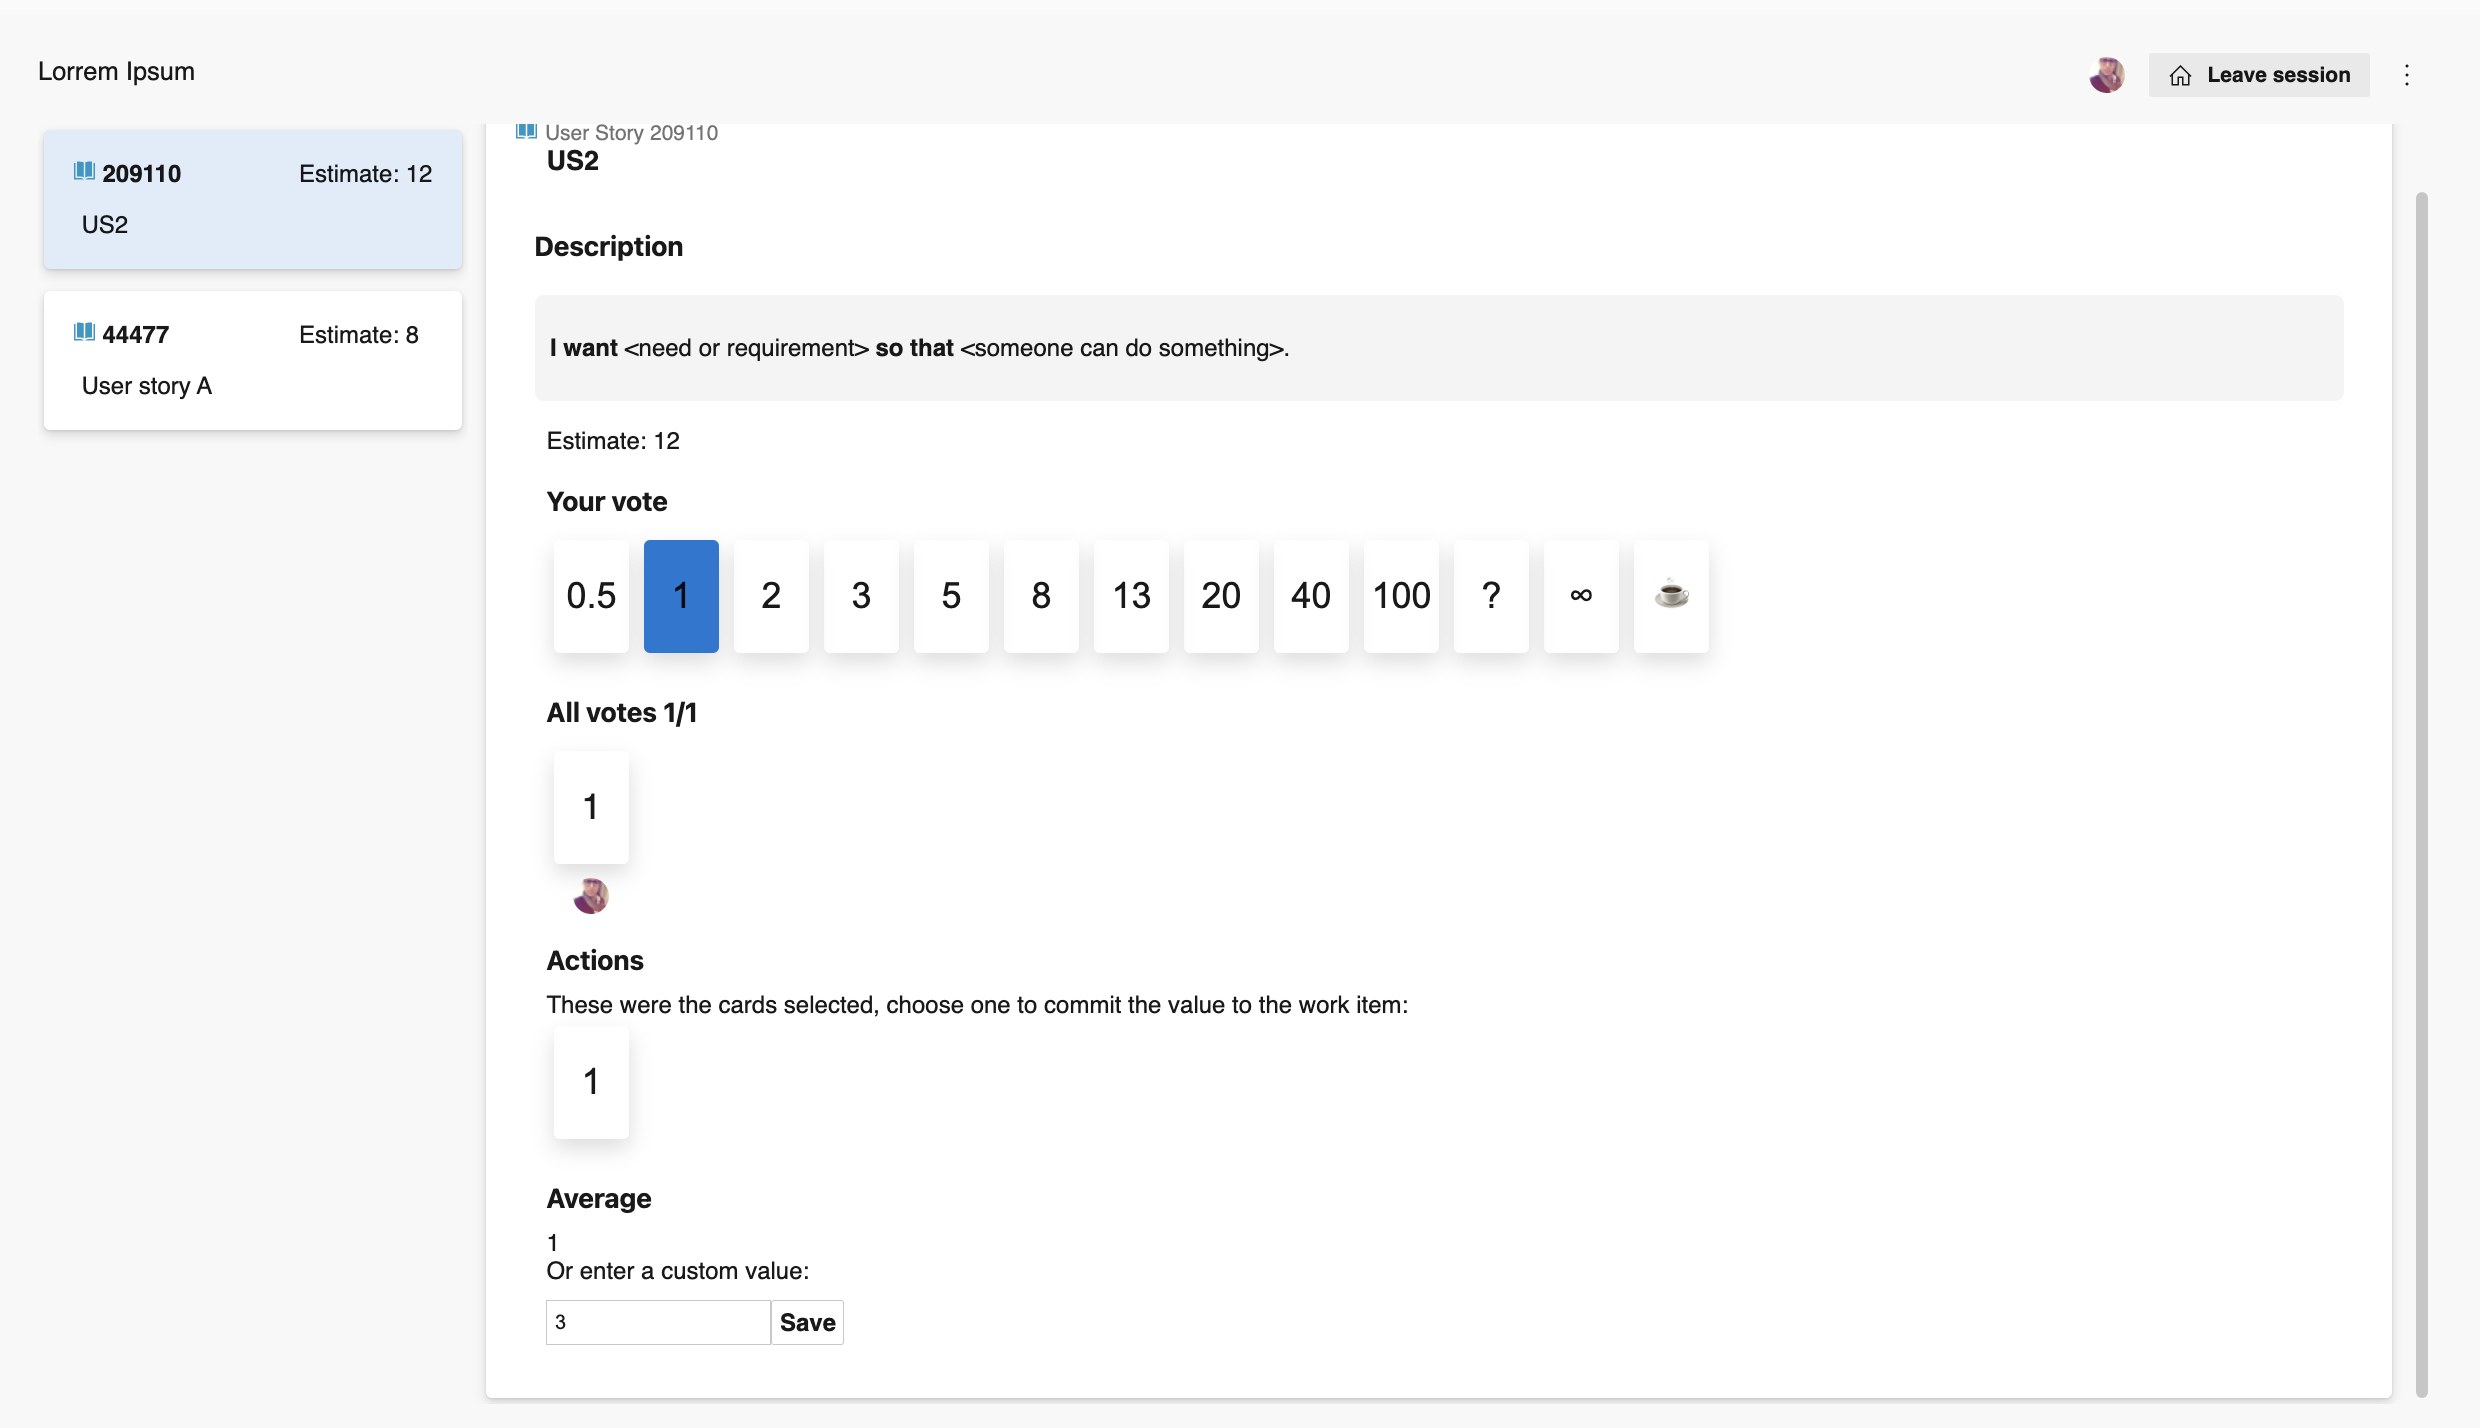 Lorrem Ipsum
Leave session
209110 Estimate: 12
US2
44477 Estimate: 8
User story A
User Story 209110
US2
Description
I want <need or requirement> so that <someone can do something>.
Estimate: 12
Your vote
0.5 1 2 3 5 8 13 20 40 100 ? ∞ ☕
All votes 1/1
1
Actions
These were the cards selected, choose one to commit the value to the work item:
1
Average
1
Or enter a custom value:
3 Save